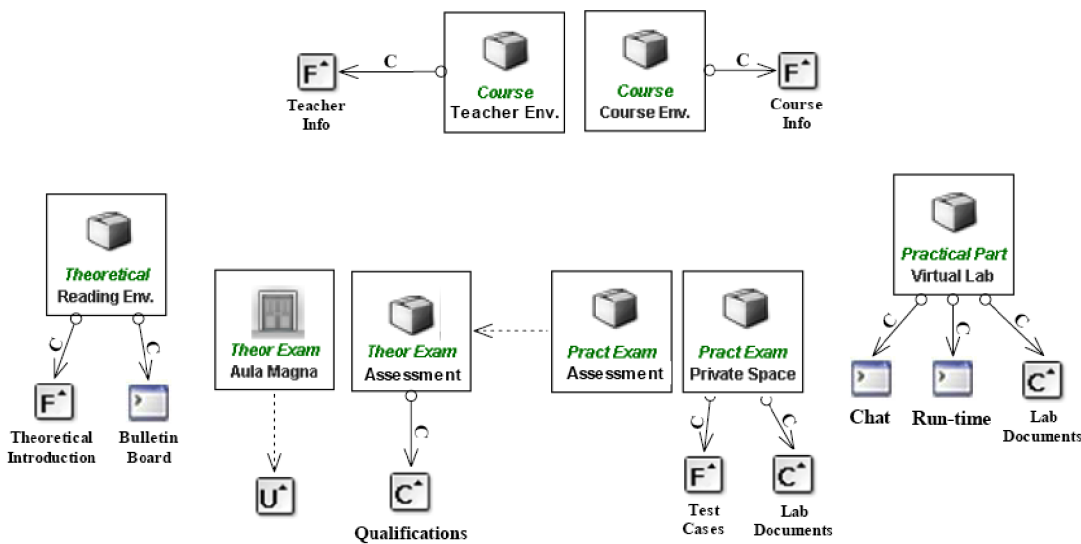 C
F
Teacher
Info
Course
Teacher Env.
Course
Course Env.
C
F
Course
Info
Theoretical
Reading Env.
C
C
F
Theoretical
Introduction
Bulletin
Board
Theor Exam
Aula Magna
U
Theor Exam
Assessment
C
C
Qualifications
Pract Exam
Assessment
Pract Exam
Private Space
C
C
F
Test
Cases
C
Lab
Documents
Practical Part
Virtual Lab
C
C
C
Chat
Run-time
C
Lab
Documents